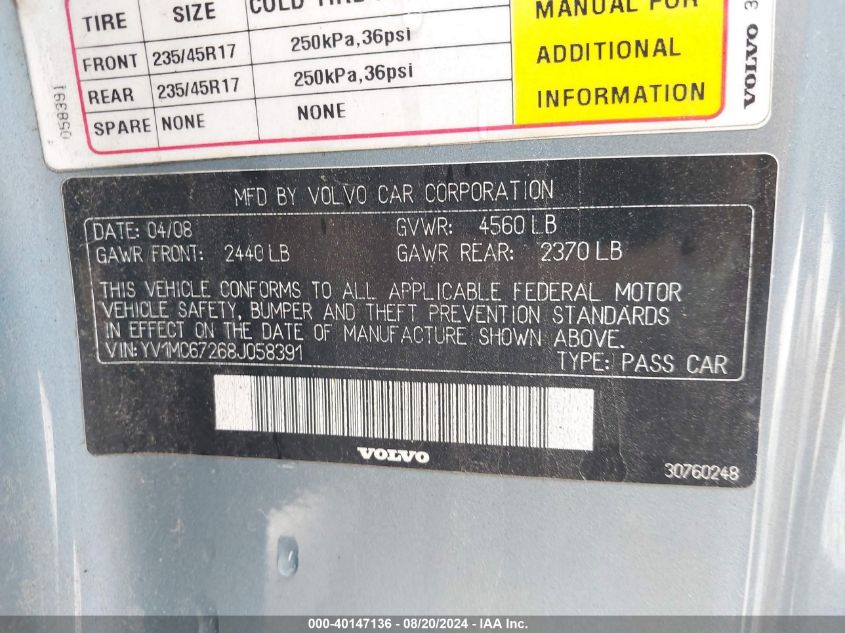 TIRE SIZE COLD TIRE
FRONT 235/45R17 250kPa,36psi
REAR 235/45R17 250kPa,36psi
SPARE NONE NONE
MANUAL FOR
ADDITIONAL
INFORMATION
VOLVO
058391
MFD BY VOLVO CAR CORPORATION
DATE: 04/08 GVWR: 4560 LB
GAWR FRONT: 2440 LB GAWR REAR: 2370 LB
THIS VEHICLE CONFORMS TO ALL APPLICABLE FEDERAL MOTOR
VEHICLE SAFETY, BUMPER AND THEFT PREVENTION STANDARDS
IN EFFECT ON THE DATE OF MANUFACTURE SHOWN ABOVE.
VIN: YV1MC67268J058391
TYPE: PASS CAR
VOLVO
30760248
000-40147136 - 08/20/2024 - IAA Inc.